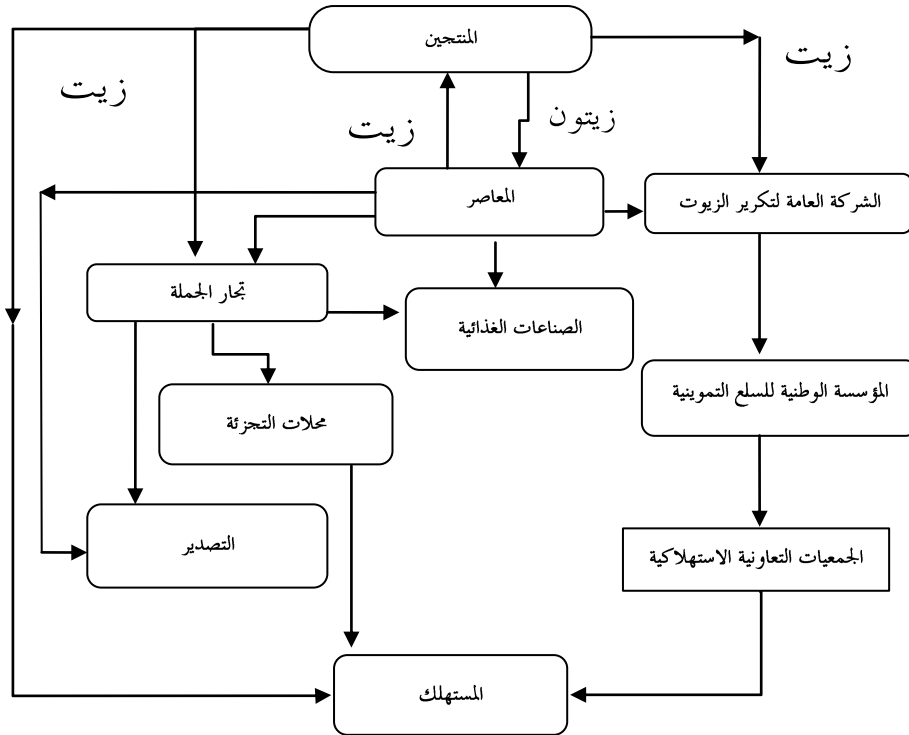 المنتجين
زيت
زيت
زيت
زيتون
المعاصر
الشركة العامة لتكرير الزيوت
تجار الجملة
الصناعات الغذائية
المؤسسة الوطنية للسلع التموينية
محلات التجزئة
التصدير
الجمعيات التعاونية الاستهلاكية
المستهلك